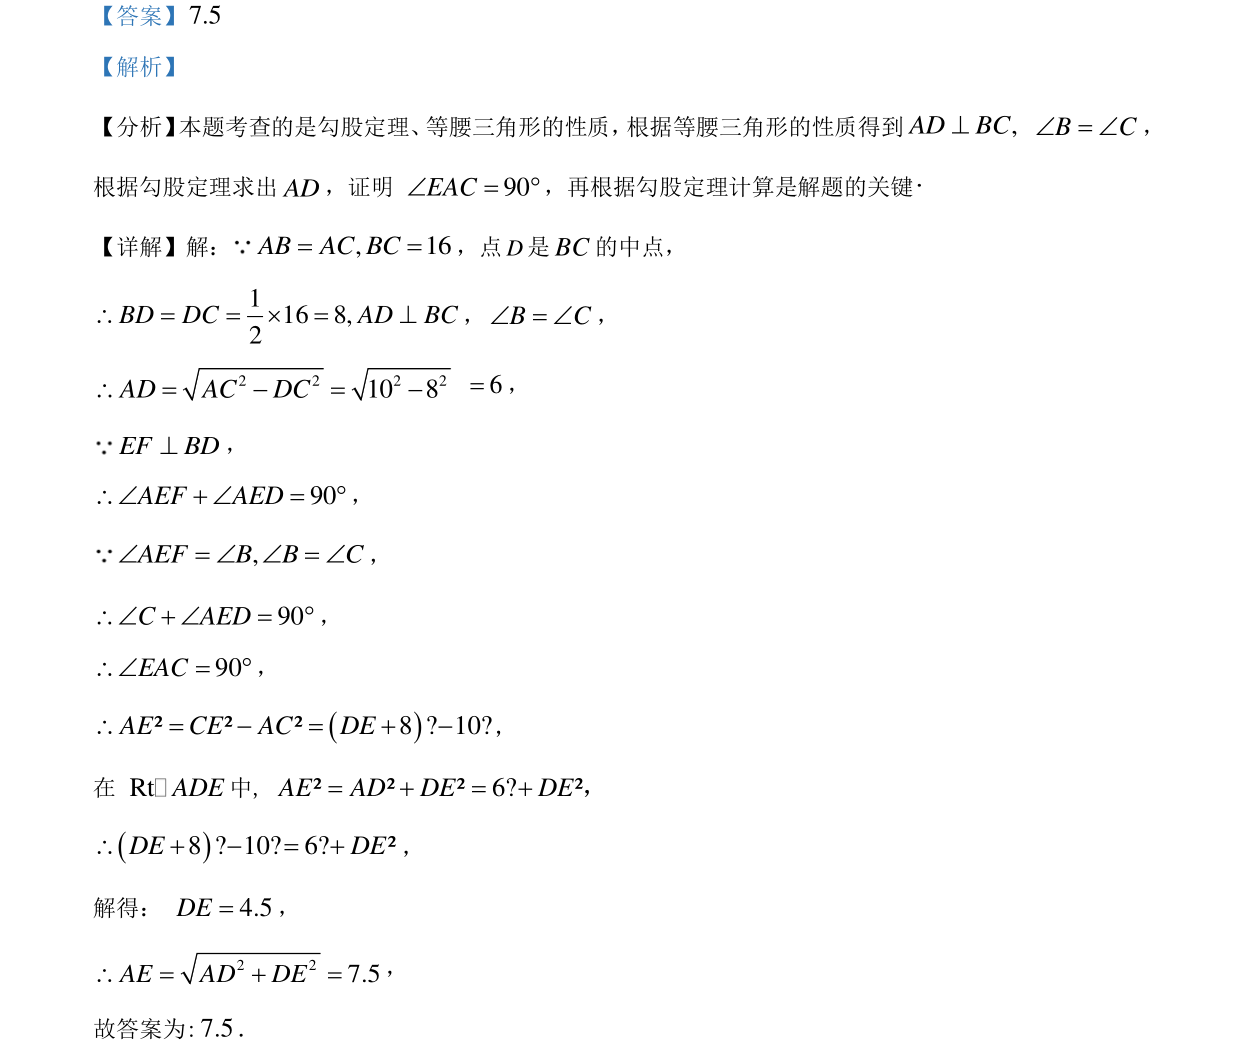 【答案】7.5
【解析】
【分析】本题考查的是勾股定理、等腰三角形的性质，根据等腰三角形的性质得到 AD ⊥ BC, ∠B = ∠C，
根据勾股定理求出 AD，证明 ∠EAC = 90°，再根据勾股定理计算是解题的关键．
【详解】解：∵ AB = AC, BC = 16，点 D 是 BC 的中点，
∴ BD = DC = 1/2 ×16 = 8, AD ⊥ BC，∠B = ∠C，
∴ AD = √(AC² − DC²) = √(10² − 8²) = 6，
∵ EF ⊥ BD，
∴ ∠AEF + ∠AED = 90°，
∵ ∠AEF = ∠B, ∠B = ∠C，
∴ ∠C + ∠AED = 90°，
∴ ∠EAC = 90°，
∴ AE² = CE² − AC² = (DE + 8)?−10?，
在 Rt□ ADE 中, AE² = AD² + DE² = 6?+ DE²，
∴ (DE + 8)?−10?= 6?+ DE²，
解得： DE = 4.5，
∴ AE = √(AD² + DE²) = 7.5，
故答案为: 7.5．